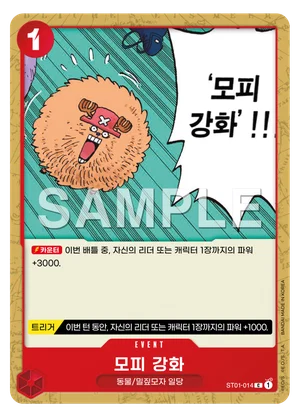 1
'모피
강화' !!!
SAMPLE
카운터 이번 배틀 중, 자신의 리더 또는 캐릭터 1장까지의 파워
+3000.
트리거 이번 턴 동안, 자신의 리더 또는 캐릭터 1장까지의 파워 +1000.
EVENT
모피 강화
동물/밀짚모자 일당
ST01-014 C 1